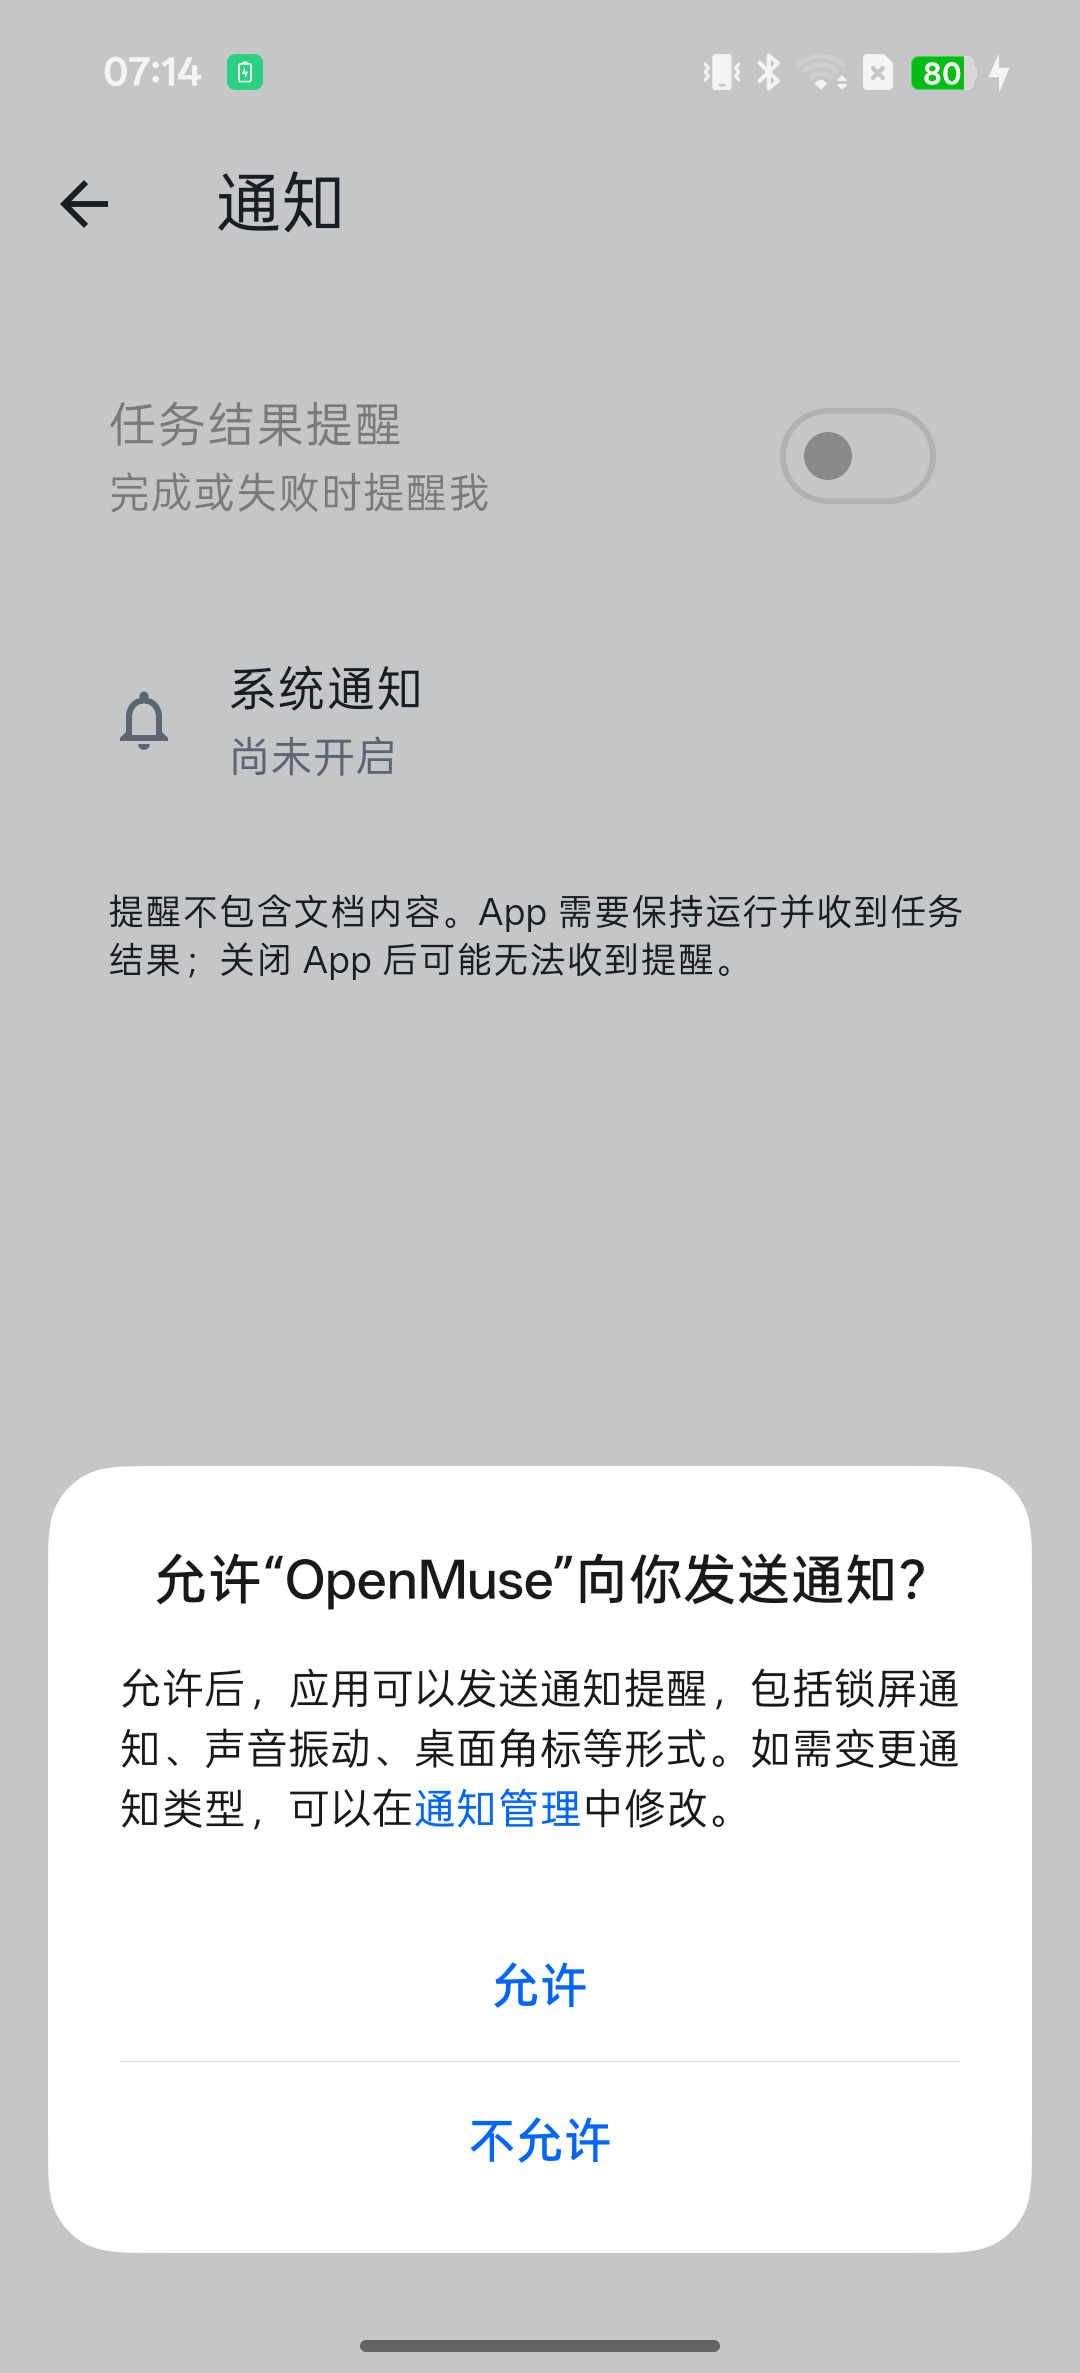 07:14
80
通知
任务结果提醒
完成或失败时提醒我
系统通知
尚未开启
提醒不包含文档内容。App 需要保持运行并收到任务
结果；关闭 App 后可能无法收到提醒。
允许“OpenMuse”向你发送通知？
允许后，应用可以发送通知提醒，包括锁屏通
知、声音振动、桌面角标等形式。如需变更通
知类型，可以在通知管理中修改。
允许
不允许